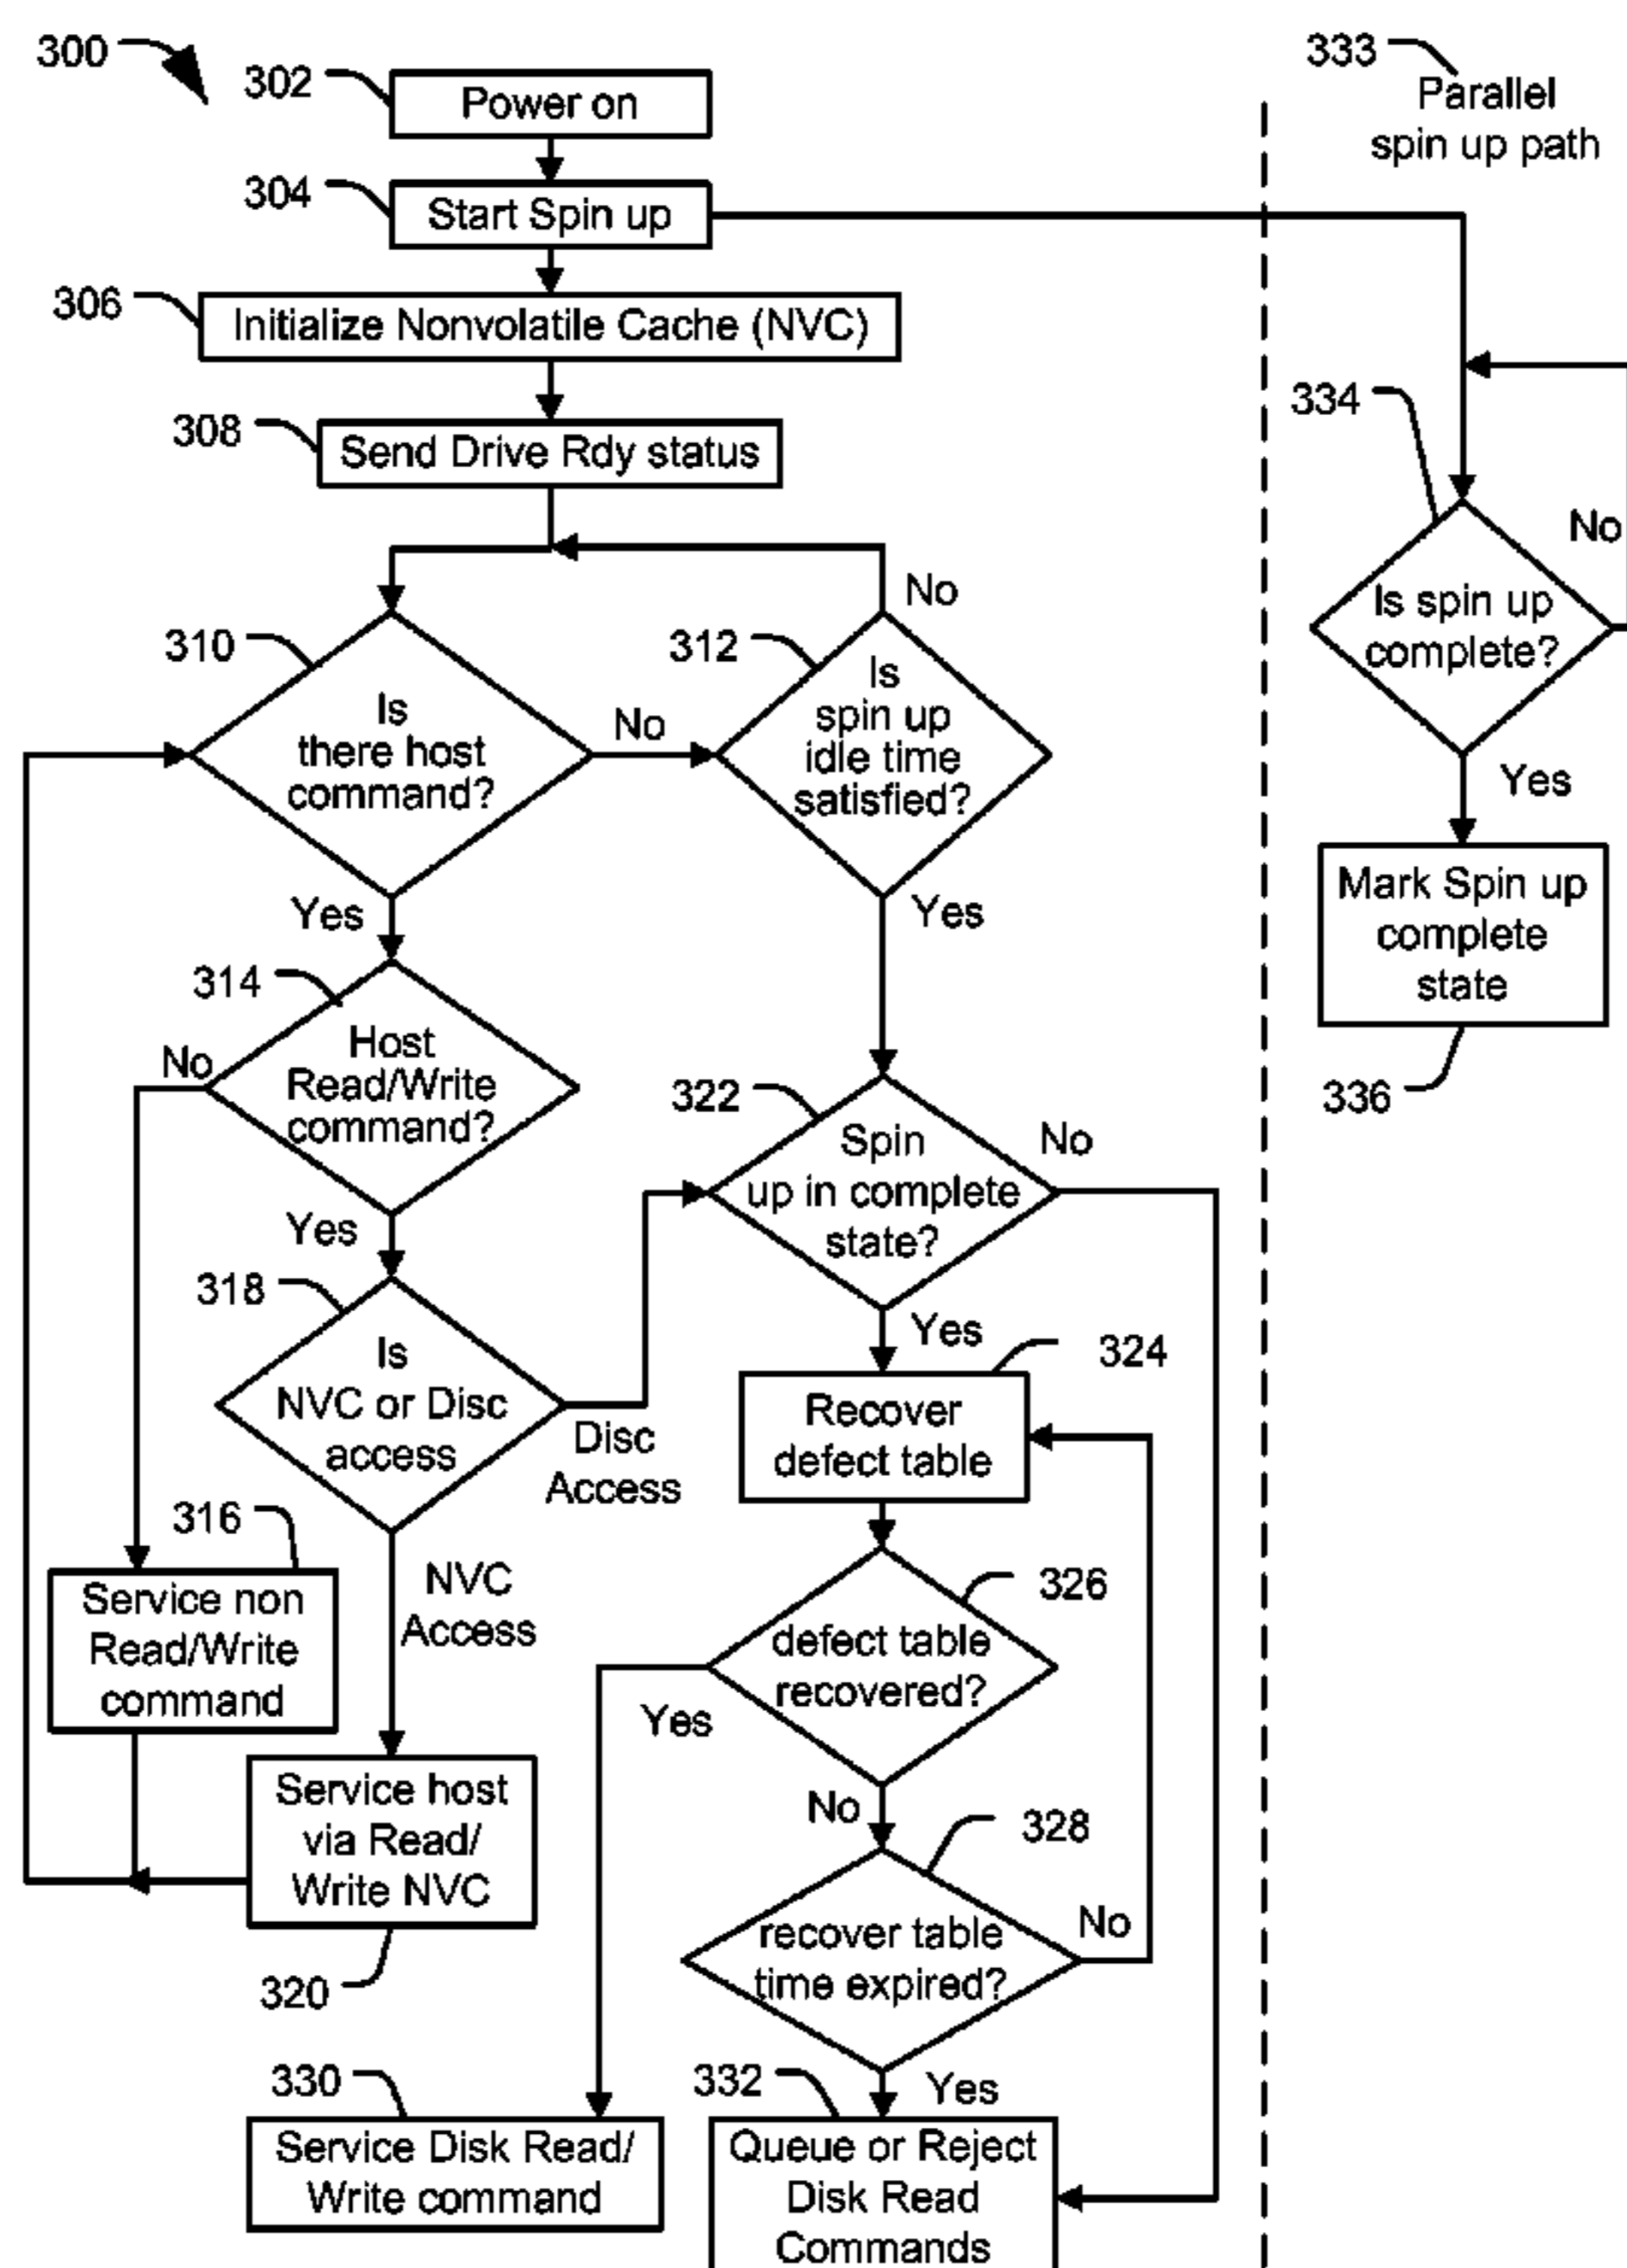 300
302
Power on
333
Parallel
spin up path
304
Start Spin up
306
Initialize Nonvolatile Cache (NVC)
308
Send Drive Rdy status
334
No
Is spin up
complete?
Yes
Mark Spin up
complete
state
336
310
Is
there host
command?
No
Yes
312
No
Is
spin up
idle time
satisfied?
Yes
314
No
Host
Read/Write
command?
Yes
318
Is
NVC or Disc
access
Disc
Access
NVC
Access
316
Service non
Read/Write
command
Service host
via Read/
Write NVC
320
322
Spin
up in complete
state?
No
Yes
324
Recover
defect table
326
defect table
recovered?
Yes
No
328
recover table
time expired?
No
Yes
330
Service Disk Read/
Write command
332
Queue or Reject
Disk Read
Commands